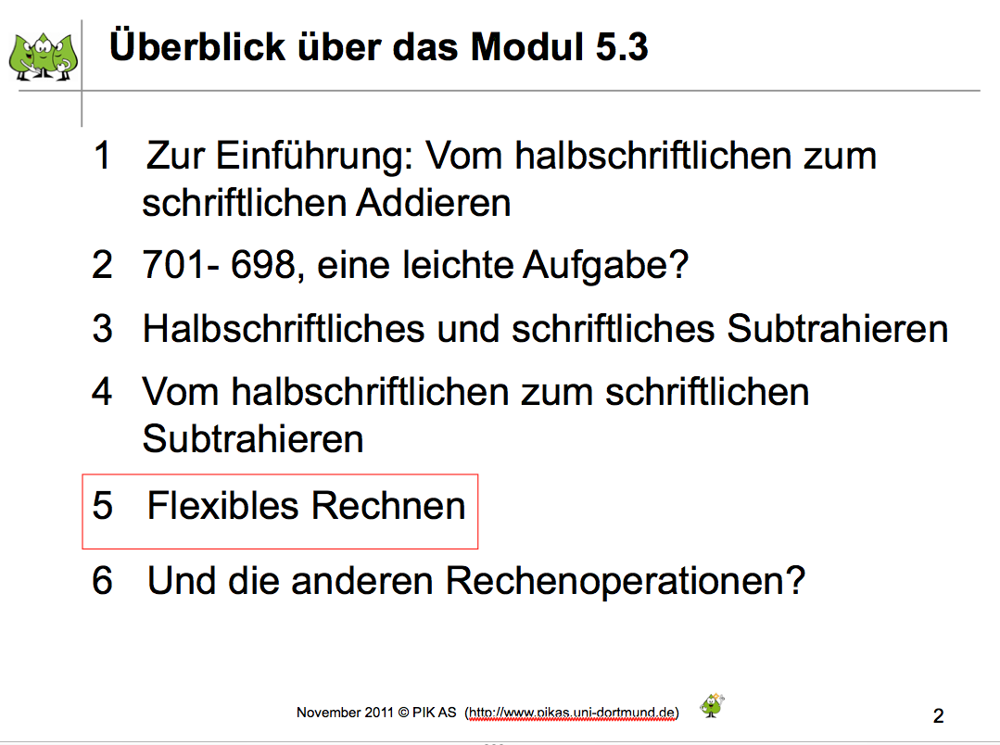 Überblick über das Modul 5.3
1 Zur Einführung: Vom halbschriftlichen zum
schriftlichen Addieren
2 701- 698, eine leichte Aufgabe?
3 Halbschriftliches und schriftliches Subtrahieren
4 Vom halbschriftlichen zum schriftlichen
Subtrahieren
5 Flexibles Rechnen
6 Und die anderen Rechenoperationen?
November 2011 © PIK AS (http://www.pikas.uni-dortmund.de)
2